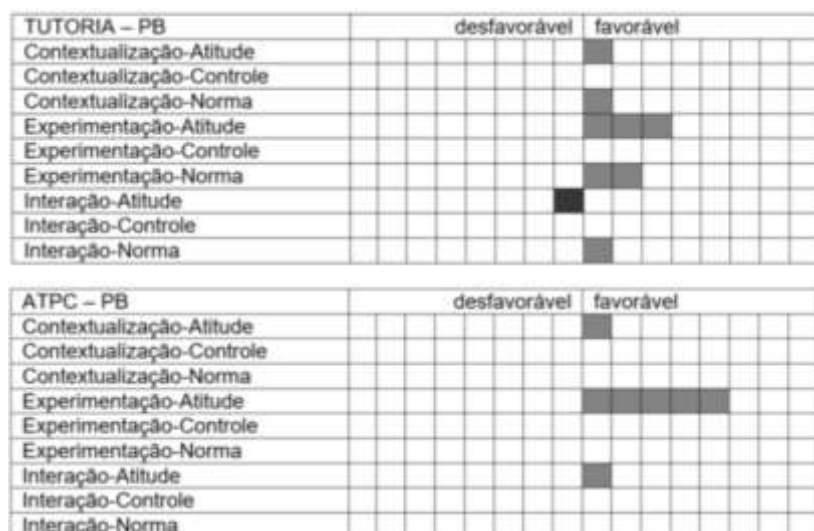 TUTORIA – PB desfavorável favorável
Contextualização-Atitude
Contextualização-Controle
Contextualização-Norma
Experimentação-Atitude
Experimentação-Controle
Experimentação-Norma
Interação-Atitude
Interação-Controle
Interação-Norma
ATPC – PB desfavorável favorável
Contextualização-Atitude
Contextualização-Controle
Contextualização-Norma
Experimentação-Atitude
Experimentação-Controle
Experimentação-Norma
Interação-Atitude
Interação-Controle
Interação-Norma